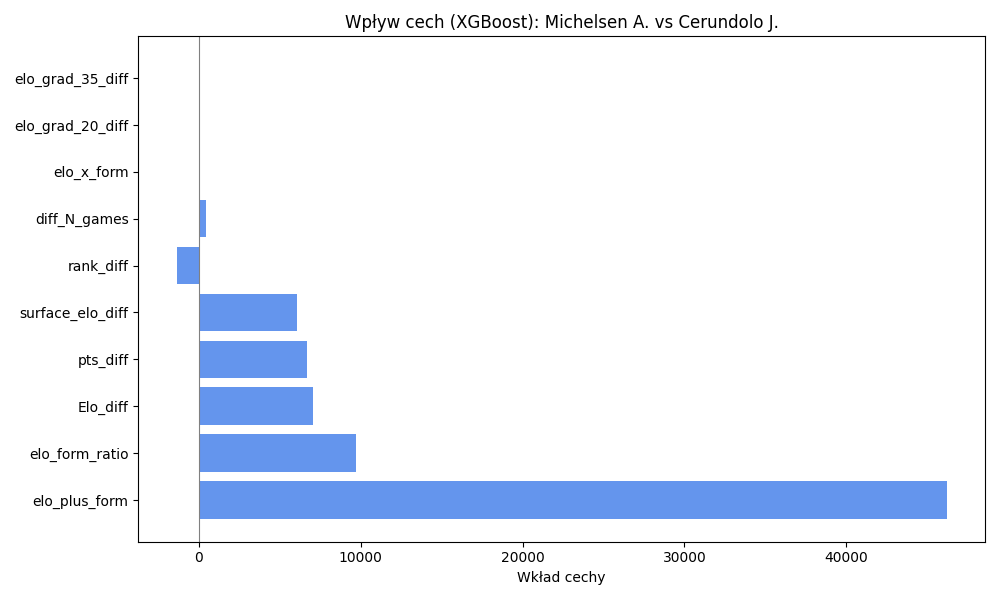 Wpływ cech (XGBoost): Michelsen A. vs Cerundolo J.
elo_grad_35_diff
elo_grad_20_diff
elo_x_form
diff_N_games
rank_diff
surface_elo_diff
pts_diff
Elo_diff
elo_form_ratio
elo_plus_form
0 10000 20000 30000 40000
Wkład cechy